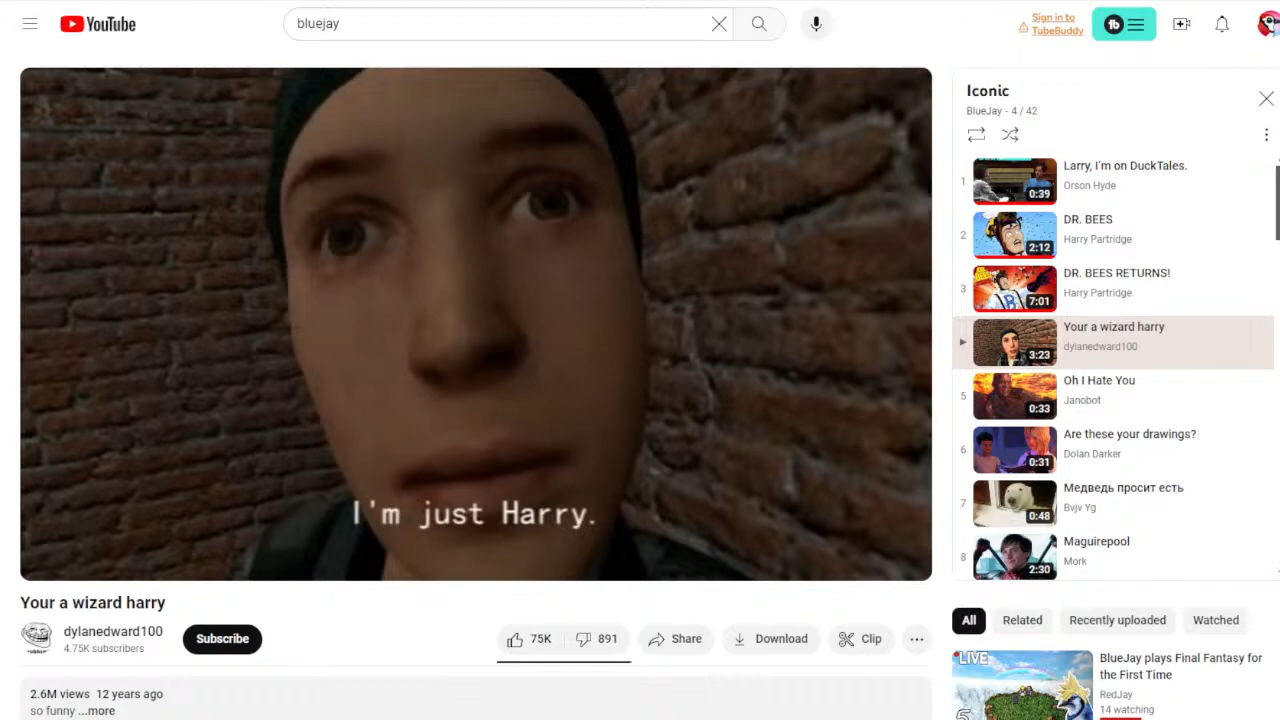 YouTube
bluejay
Sign in to
TubeBuddy
I'm just Harry.
Your a wizard harry
dylanedward100
4.75K subscribers
Subscribe
75K
891
Share
Download
Clip
2.6M views 12 years ago
so funny ...more
Iconic
BlueJay - 4 / 42
1
0:39
Larry, I'm on DuckTales.
Orson Hyde
2
2:12
DR. BEES
Harry Partridge
3
7:01
DR. BEES RETURNS!
Harry Partridge
3:23
Your a wizard harry
dylanedward100
5
0:33
Oh I Hate You
Janobot
6
0:31
Are these your drawings?
Dolan Darker
7
0:48
Медведь просит есть
Bvjv Yg
8
2:30
Maguirepool
Mork
All
Related
Recently uploaded
Watched
LIVE
BlueJay plays Final Fantasy for
the First Time
RedJay
14 watching